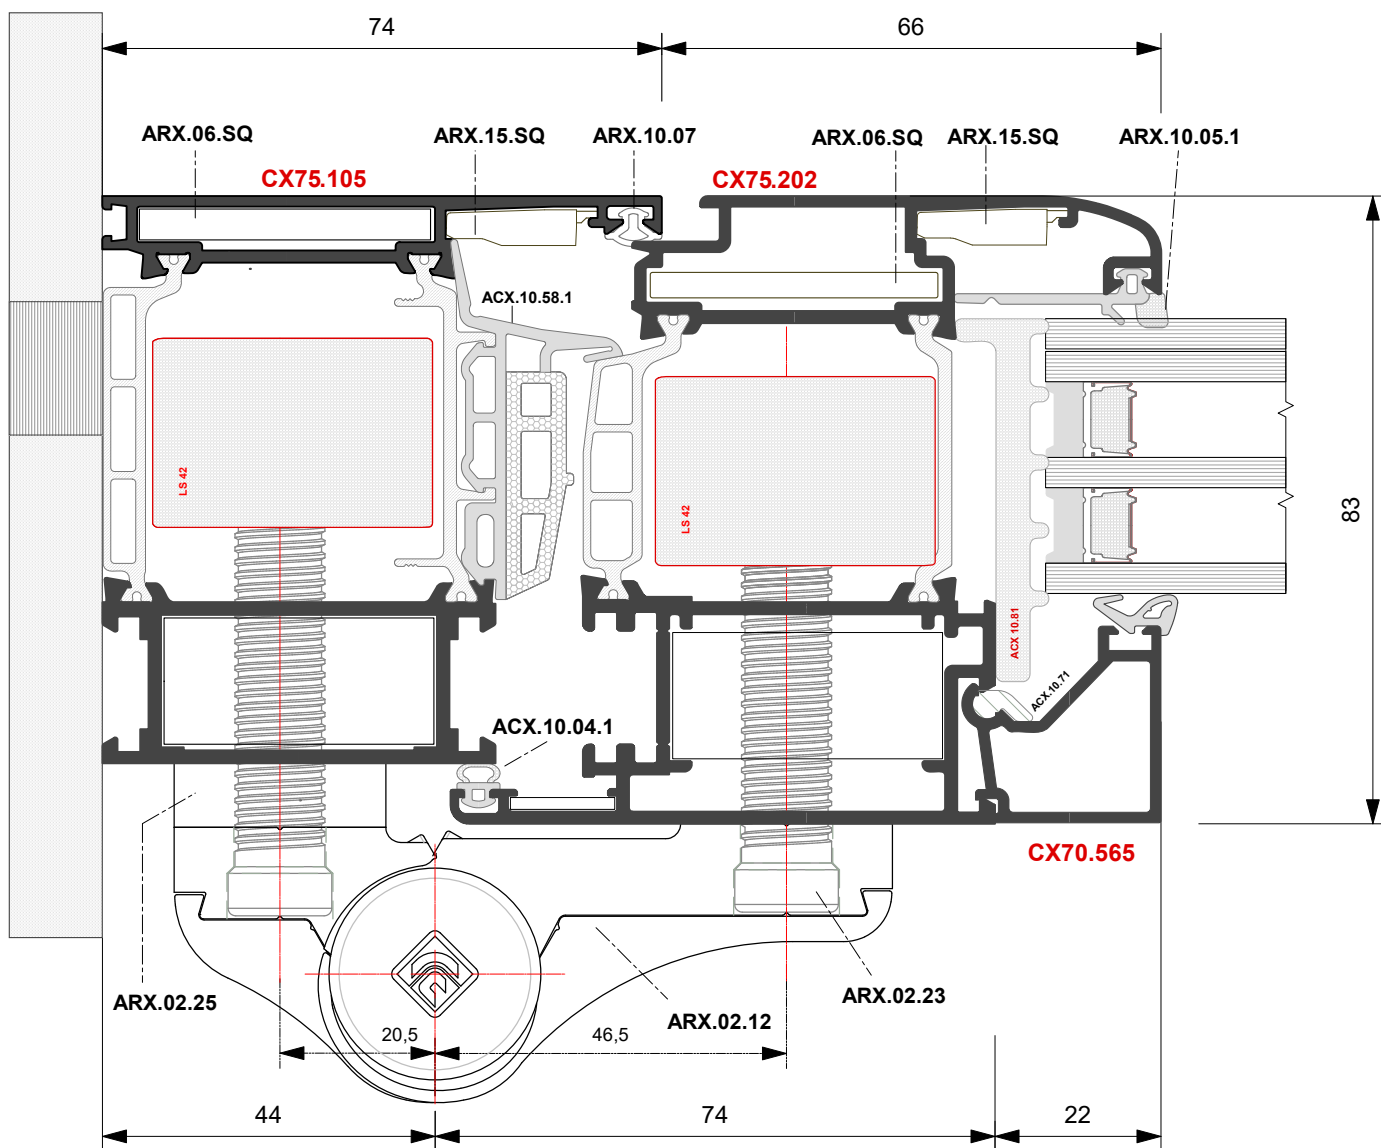 74
66
ARX.06.SQ
ARX.15.SQ
ARX.10.07
ARX.06.SQ
ARX.15.SQ
ARX.10.05.1
CX75.105
CX75.202
ACX.10.58.1
LS 42
LS 42
83
ACX 10.81
ACX.10.71
ACX.10.04.1
CX70.565
ARX.02.25
ARX.02.12
ARX.02.23
20,5
46,5
44
74
22